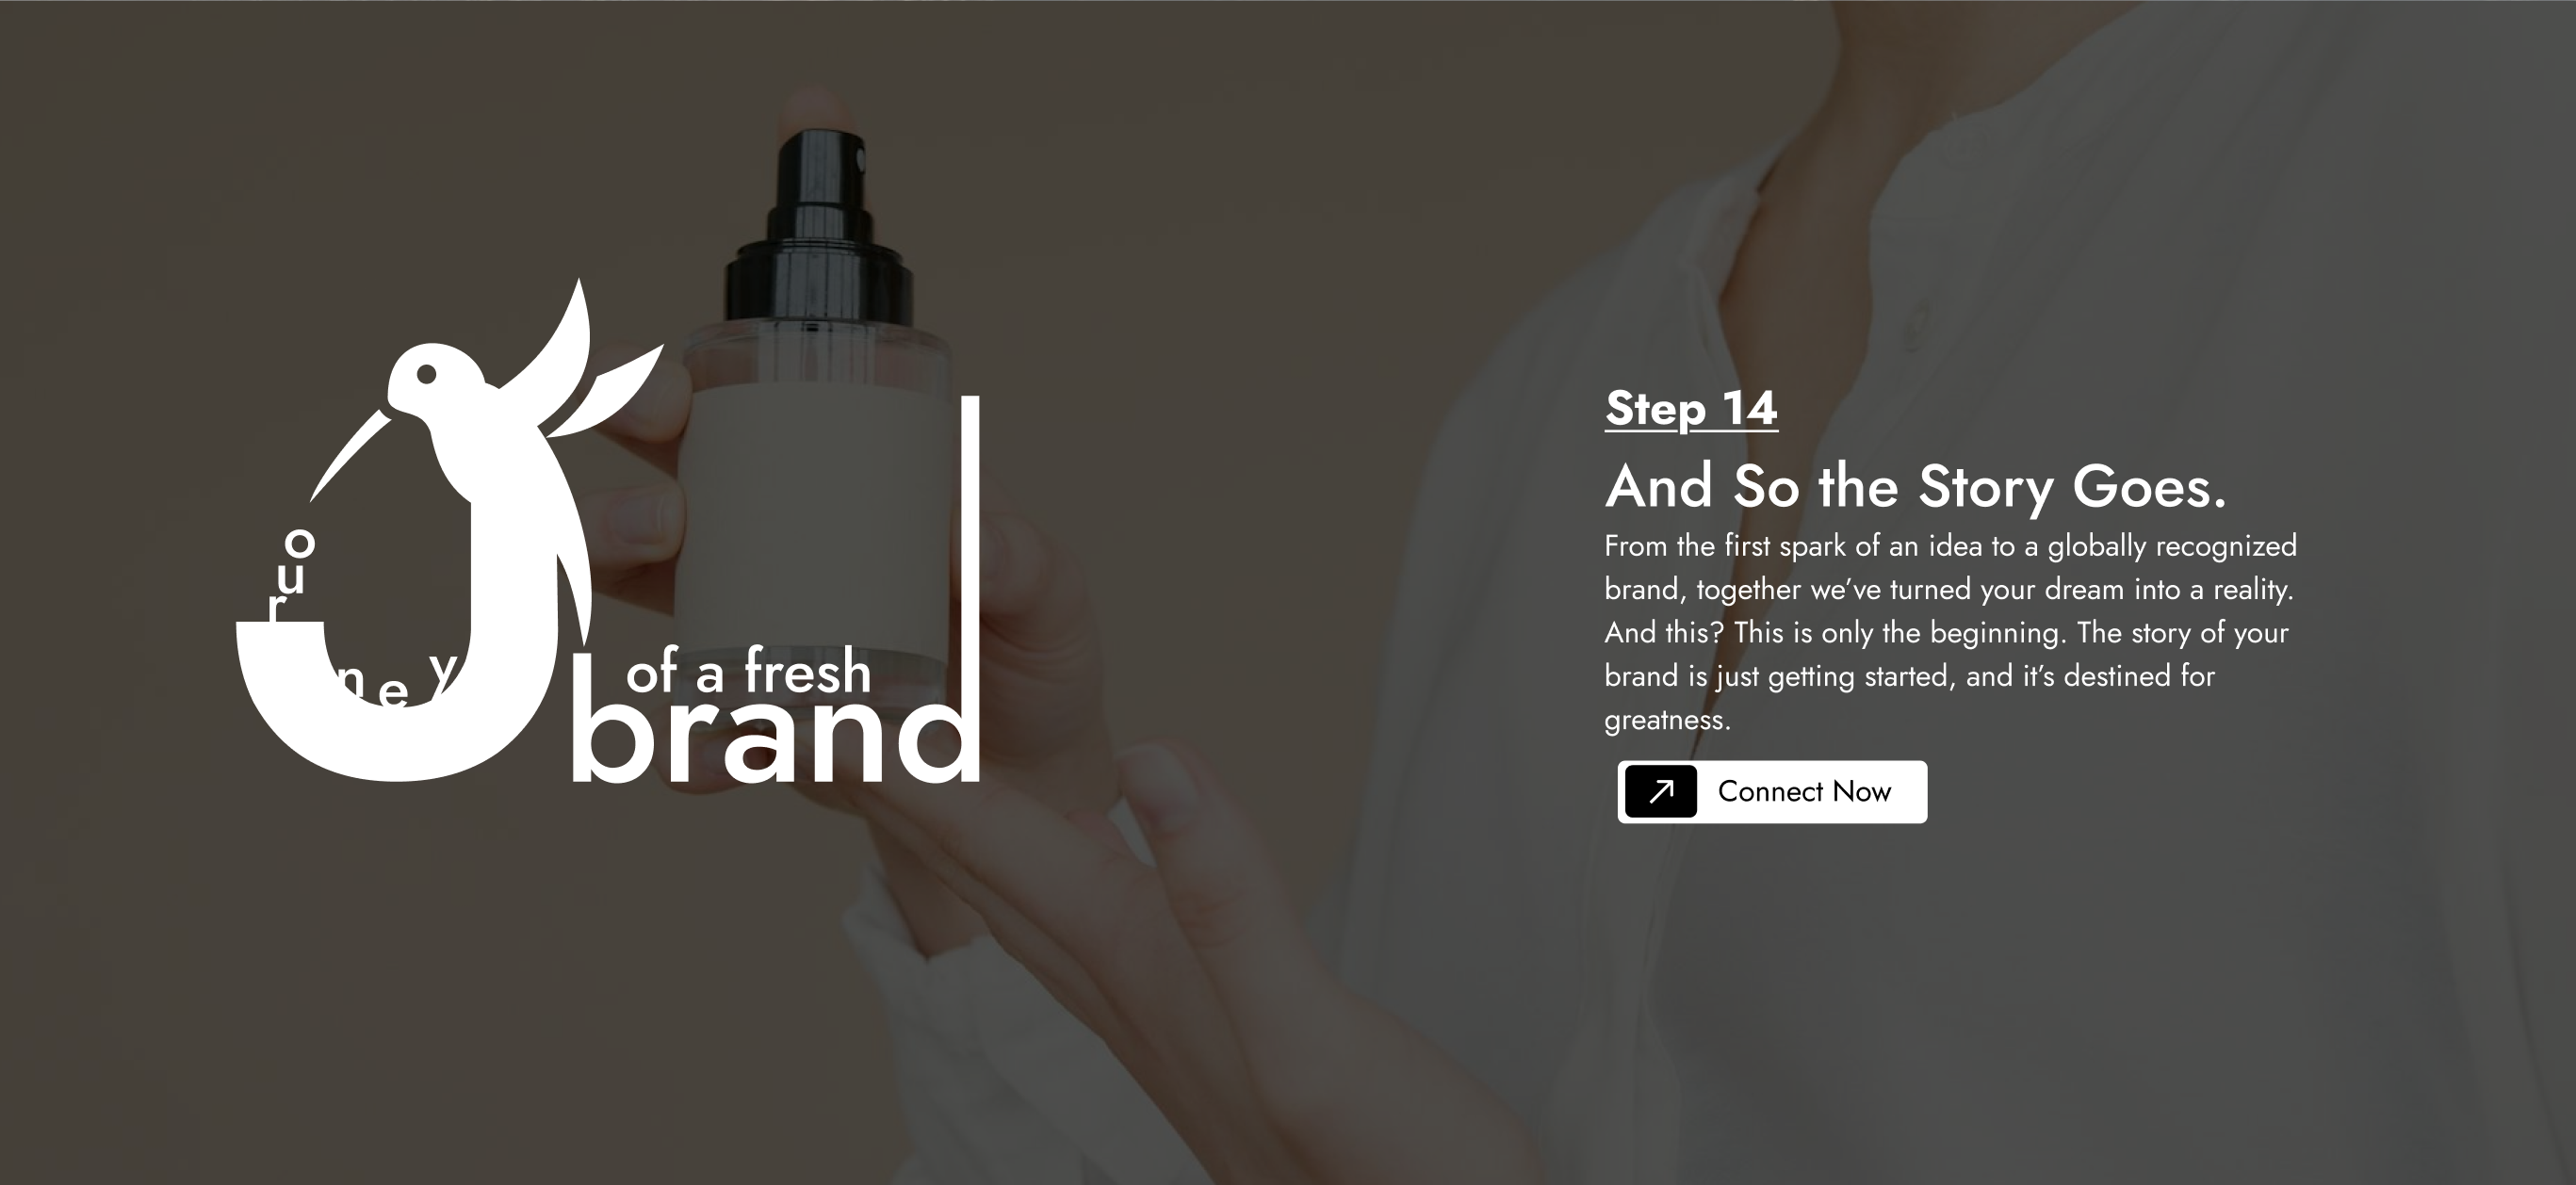 Journey
of a fresh
brand
Step 14
And So the Story Goes.
From the first spark of an idea to a globally recognized
brand, together we’ve turned your dream into a reality.
And this? This is only the beginning. The story of your
brand is just getting started, and it’s destined for
greatness.
Connect Now